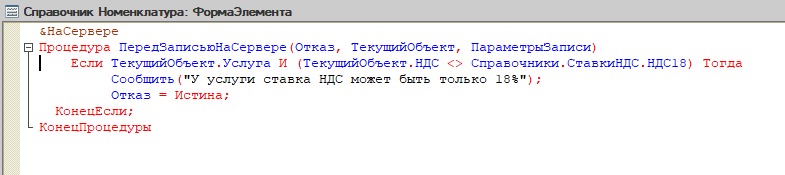 Справочник Номенклатура: ФормаЭлемента
&НаСервере
Процедура ПередЗаписьюНаСервере(Отказ, ТекущийОбъект, ПараметрыЗаписи)
Если ТекущийОбъект.Услуга И (ТекущийОбъект.НДС <> Справочники.СтавкиНДС.НДС18) Тогда
Сообщить("У услуги ставка НДС может быть только 18%");
Отказ = Истина;
КонецЕсли;
КонецПроцедуры